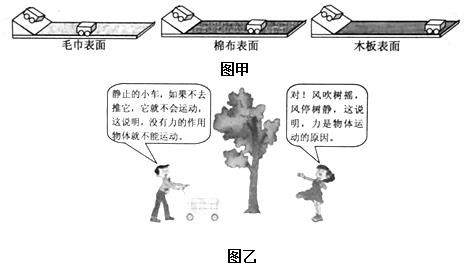 毛巾表面
棉布表面
木板表面
图甲
静止的小车，如果不去
推它，它就不会运动，
这说明，没有力的作用
物体就不能运动。
对！风吹树摇，
风停树静，这说
明，力是物体运
动的原因。
图乙